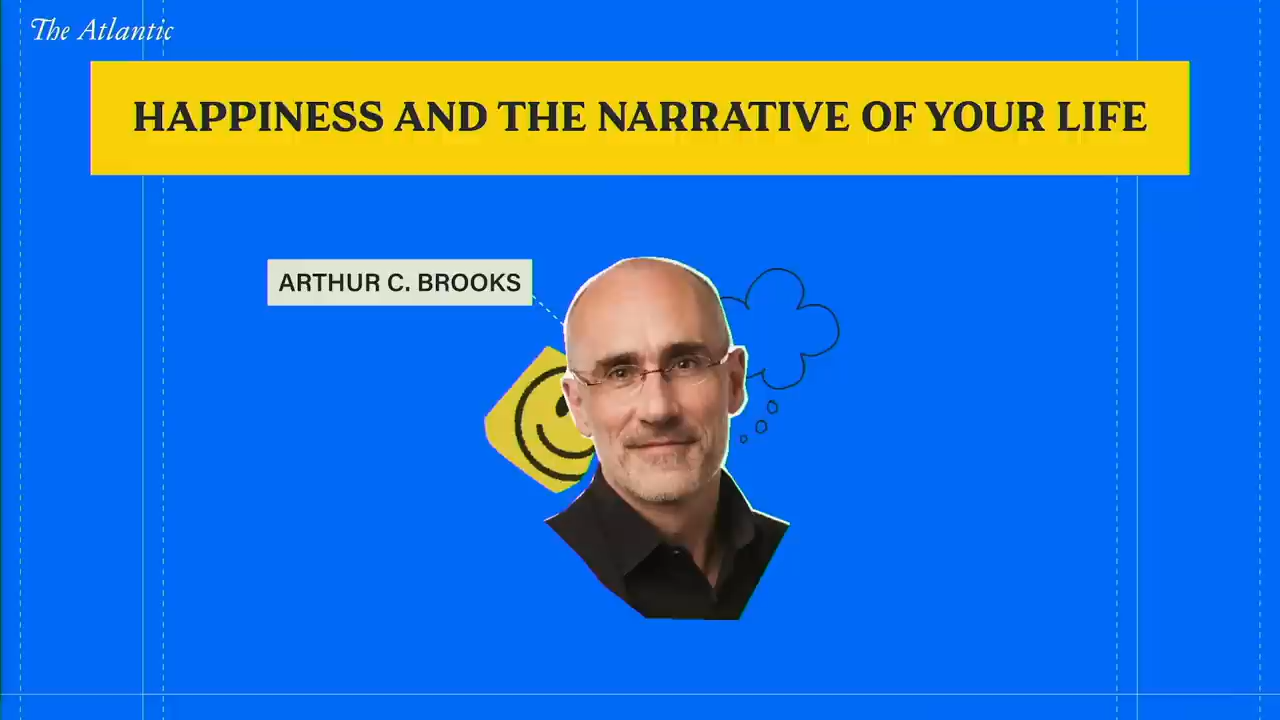 The Atlantic
HAPPINESS AND THE NARRATIVE OF YOUR LIFE
ARTHUR C. BROOKS